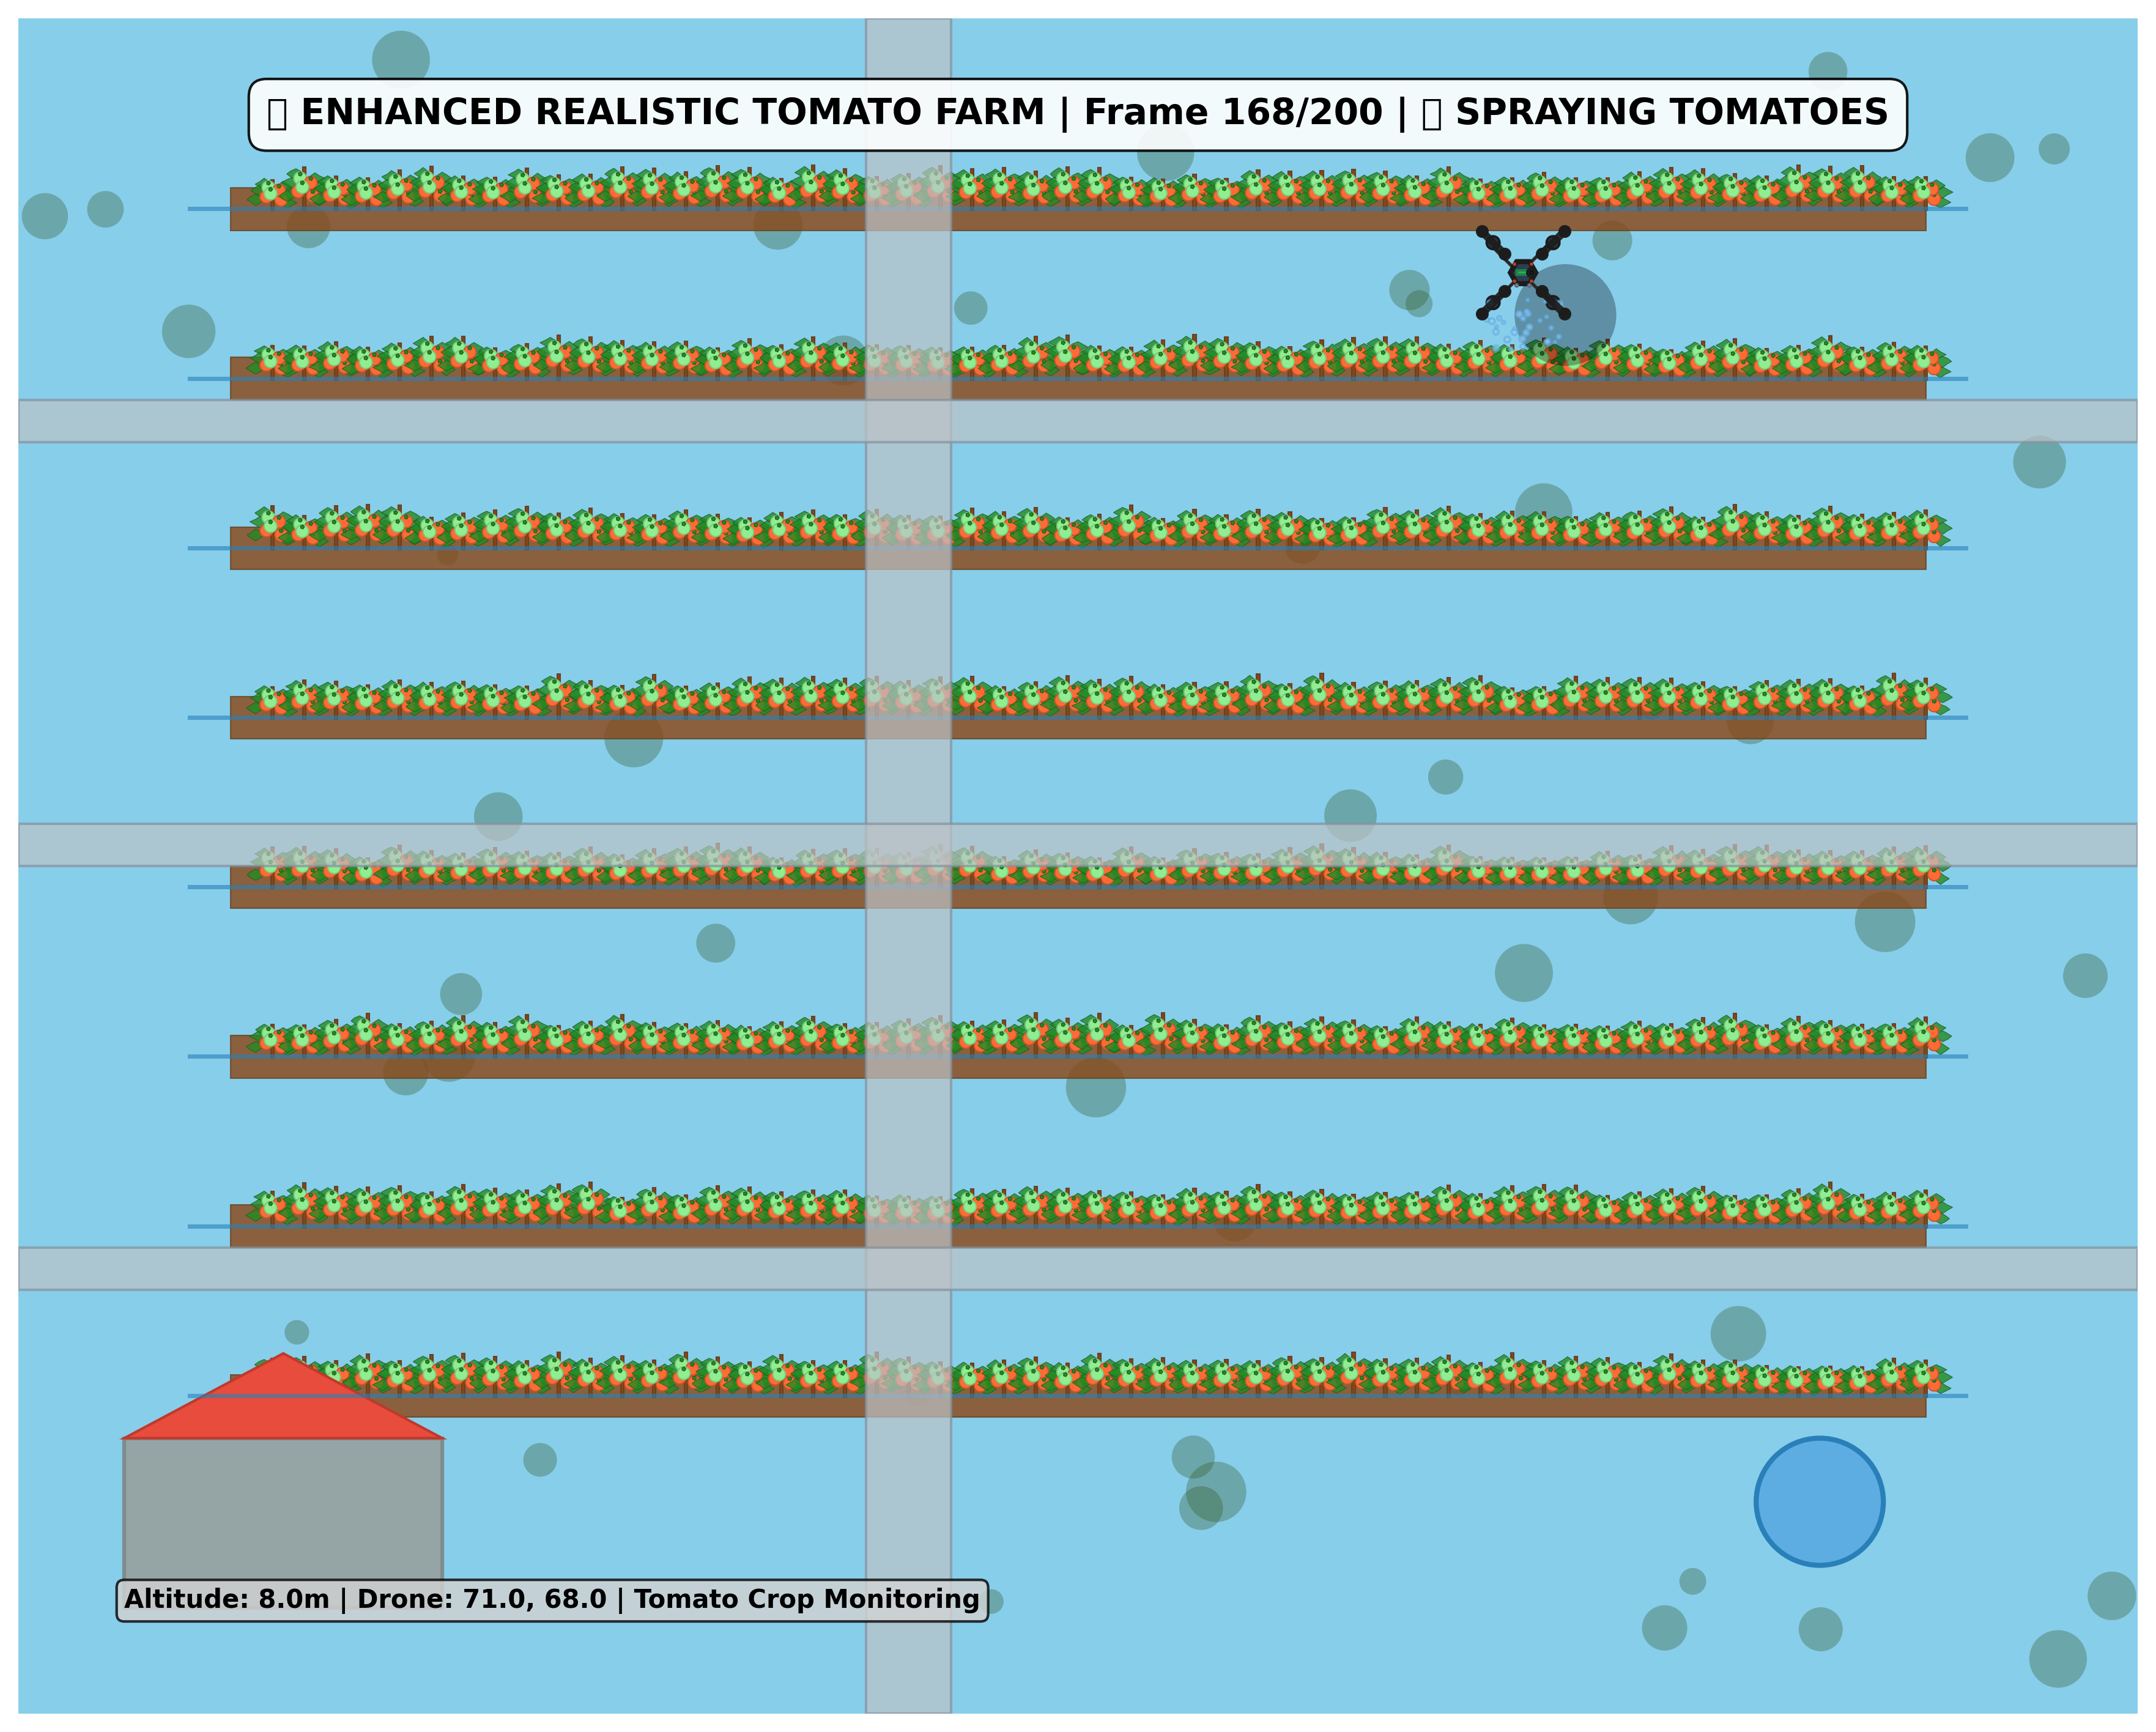 ▯ ENHANCED REALISTIC TOMATO FARM | Frame 168/200 | ▯ SPRAYING TOMATOES
Altitude: 8.0m | Drone: 71.0, 68.0 | Tomato Crop Monitoring